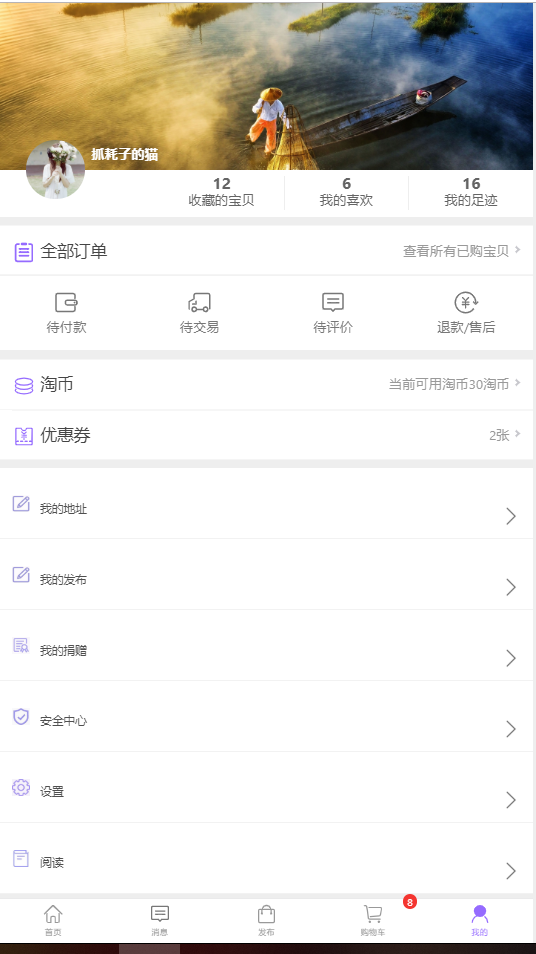 抓耗子的猫
12 6 16
收藏的宝贝 我的喜欢 我的足迹
全部订单 查看所有已购宝贝
待付款 待交易 待评价 退款/售后
淘币 当前可用淘币30淘币
优惠券 2张
我的地址
我的发布
我的捐赠
安全中心
设置
阅读
8
首页 消息 发布 购物车 我的